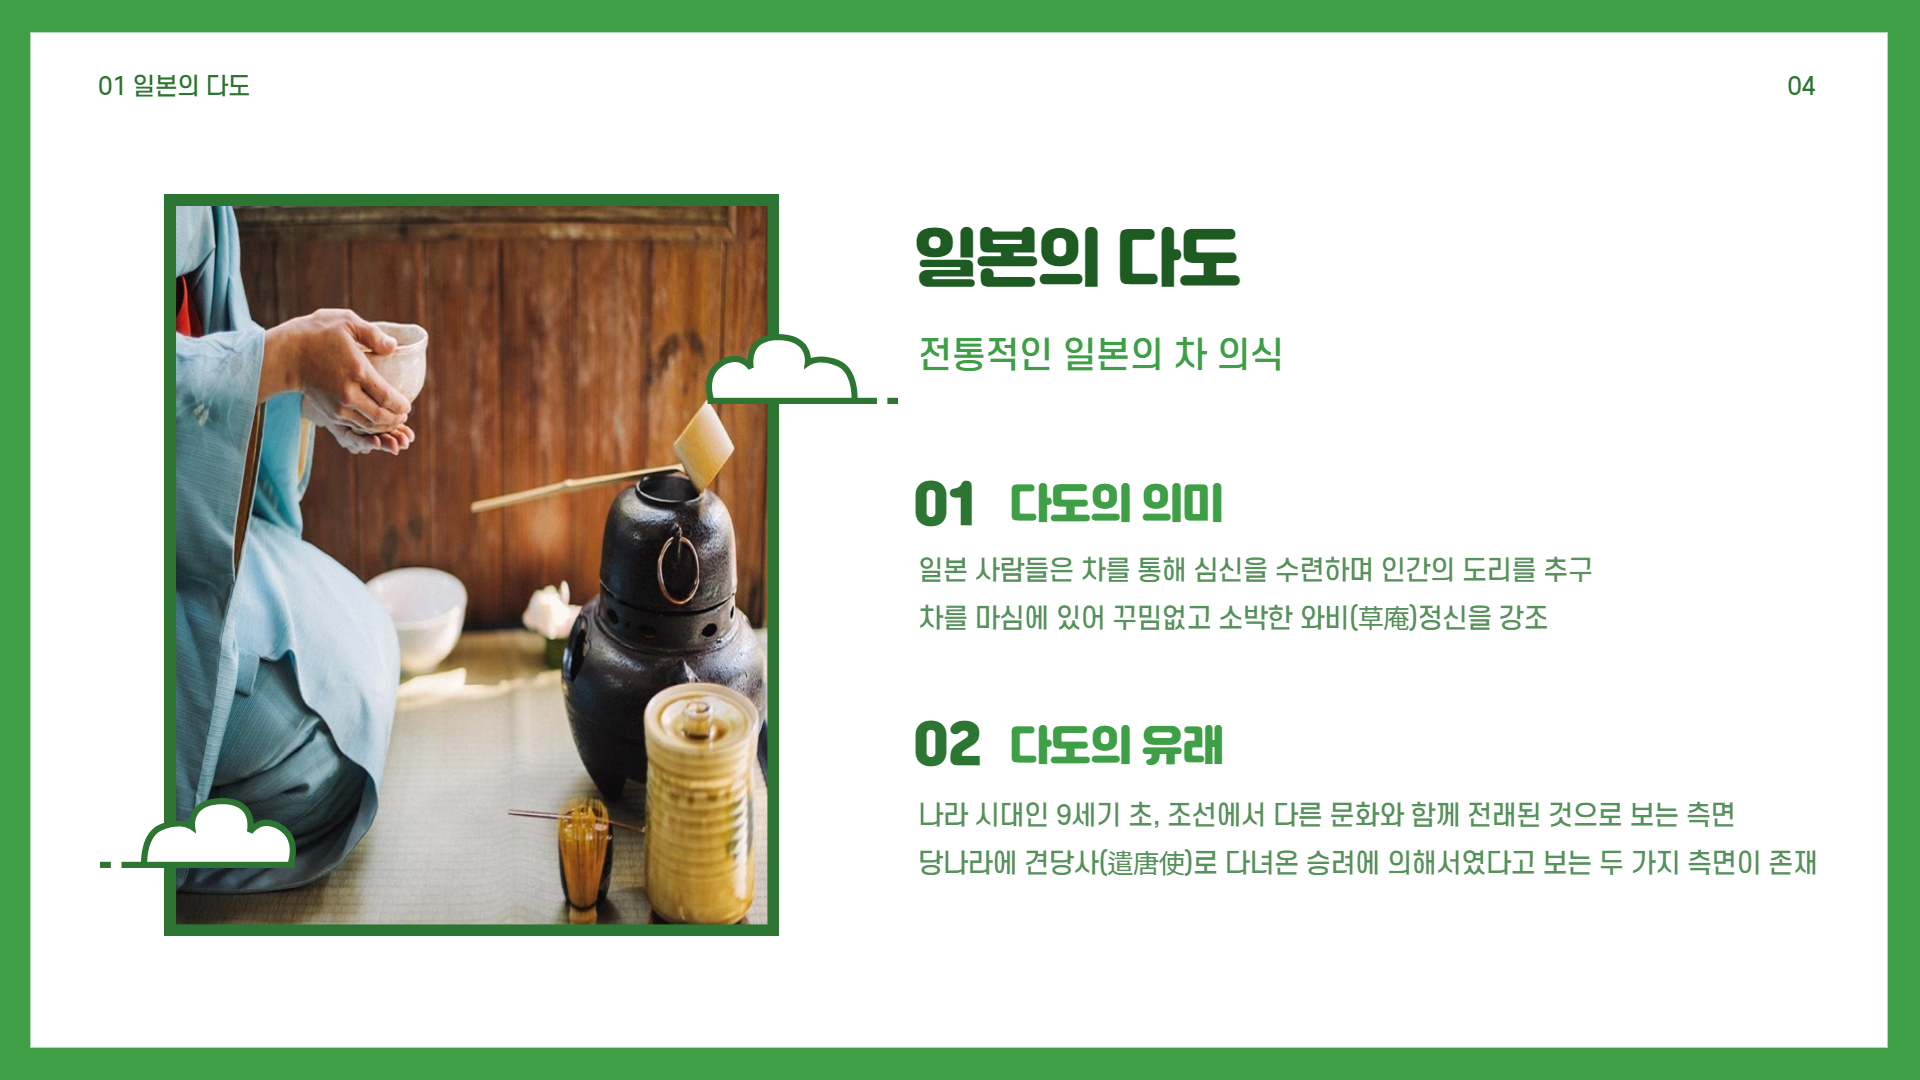 01 일본의 다도
04
일본의 다도
전통적인 일본의 차 의식
01 다도의 의미
일본 사람들은 차를 통해 심신을 수련하며 인간의 도리를 추구
차를 마심에 있어 꾸밈없고 소박한 와비(草庵)정신을 강조
02 다도의 유래
나라 시대인 9세기 초, 조선에서 다른 문화와 함께 전래된 것으로 보는 측면
당나라에 견당사(遣唐使)로 다녀온 승려에 의해서였다고 보는 두 가지 측면이 존재